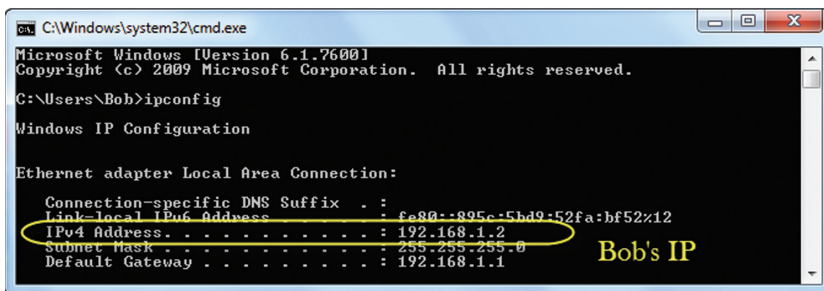 C:\Windows\system32\cmd.exe
Microsoft Windows [Version 6.1.7600]
Copyright (c) 2009 Microsoft Corporation.  All rights reserved.
C:\Users\Bob>ipconfig
Windows IP Configuration
Ethernet adapter Local Area Connection:
Connection-specific DNS Suffix  . :
Link-local IPv6 Address . . . . . : fe80::895c:5bd9:52fa:bf52%12
IPv4 Address. . . . . . . . . . . : 192.168.1.2
Subnet Mask . . . . . . . . . . . : 255.255.255.0
Bob's IP
Default Gateway . . . . . . . . . : 192.168.1.1